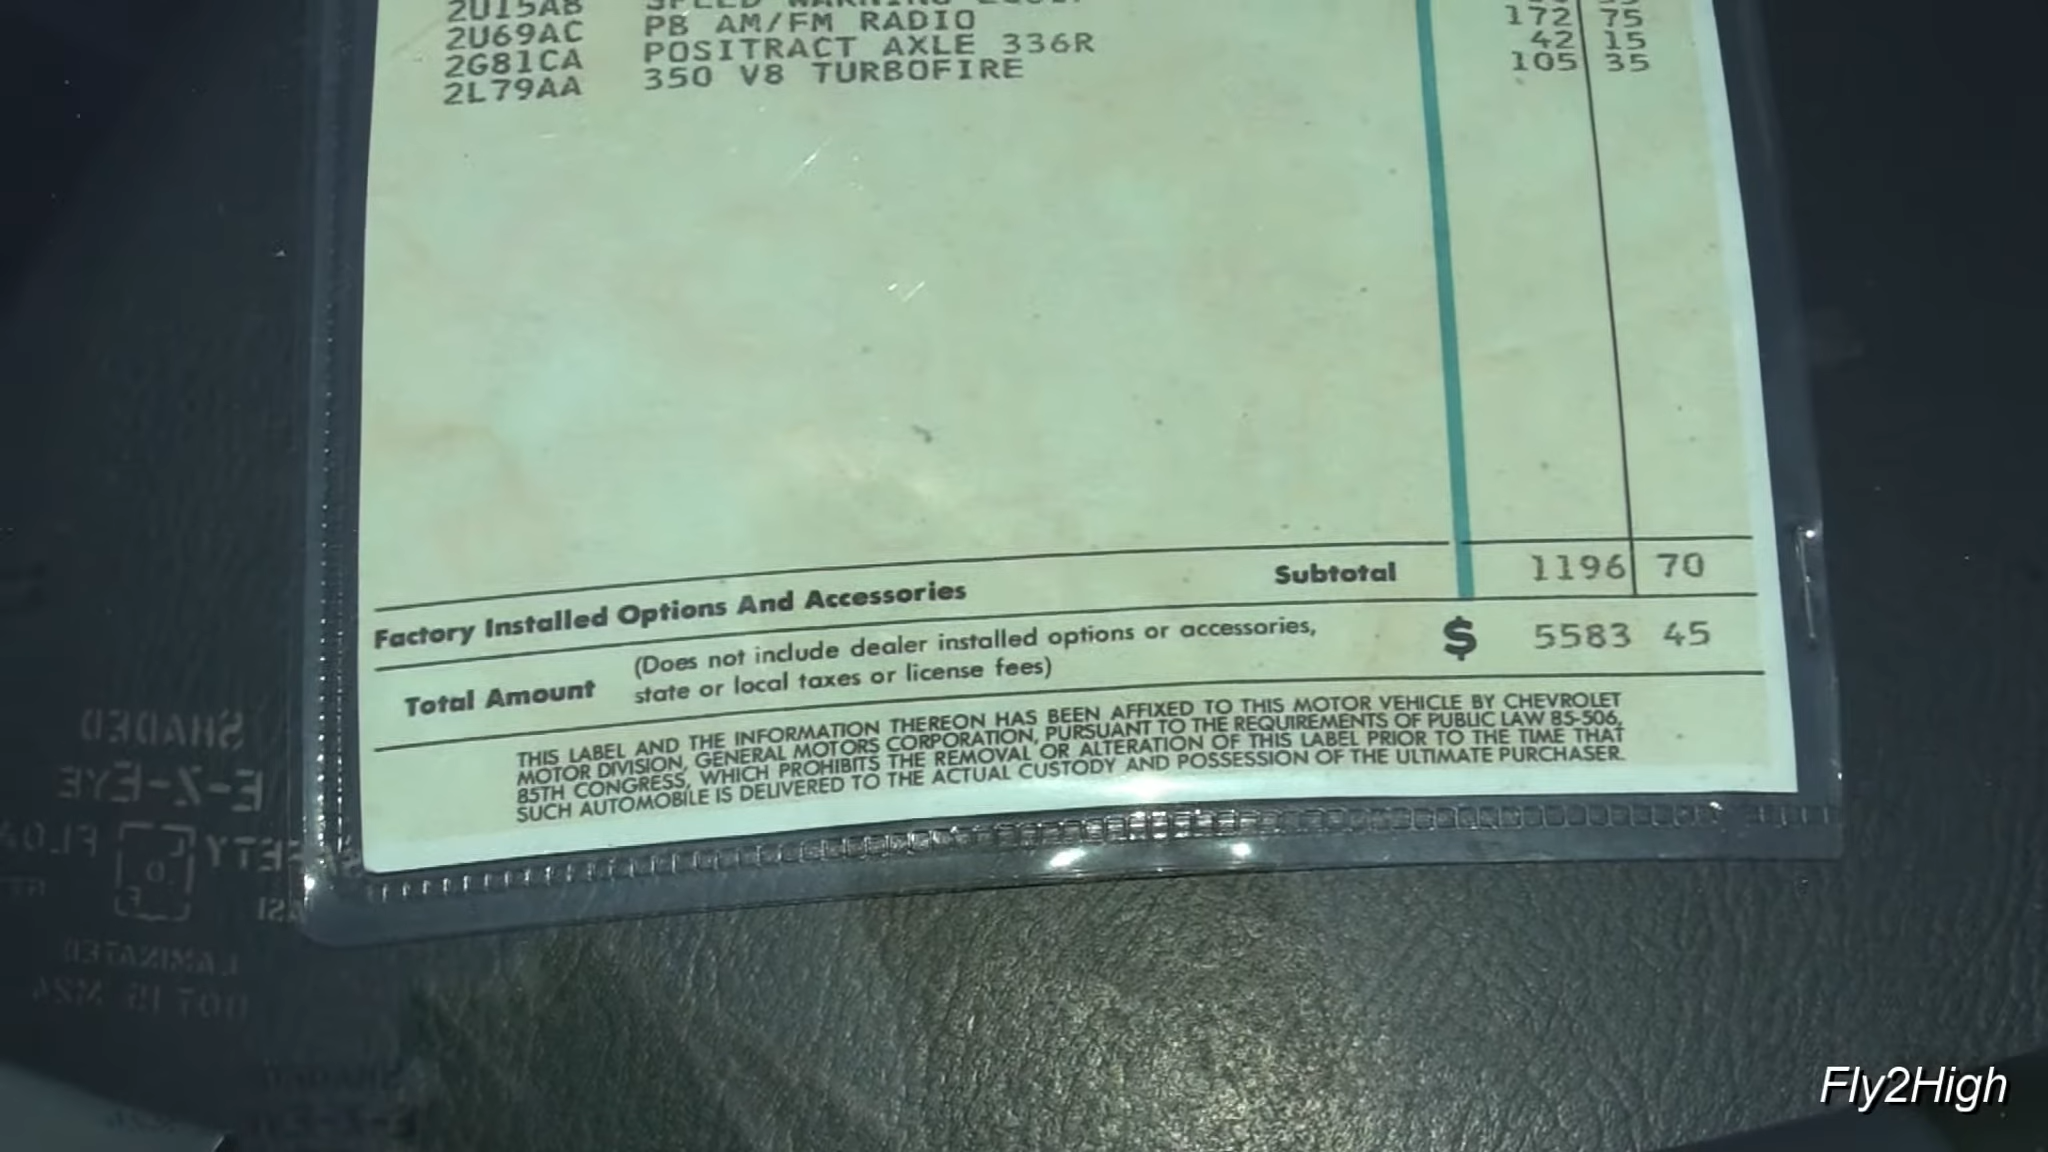 2U15AB SPEED WARNING
2U69AC PB AM/FM RADIO 172 75
2G81CA POSITRACT AXLE 336R 42 15
2L79AA 350 V8 TURBOFIRE 105 35
Factory Installed Options And Accessories Subtotal 1196 70
Total Amount (Does not include dealer installed options or accessories, $ 5583 45
state or local taxes or license fees)
THIS LABEL AND THE INFORMATION THEREON HAS BEEN AFFIXED TO THIS MOTOR VEHICLE BY CHEVROLET
MOTOR DIVISION, GENERAL MOTORS CORPORATION, PURSUANT TO THE REQUIREMENTS OF PUBLIC LAW 85-506,
85TH CONGRESS, WHICH PROHIBITS THE REMOVAL OR ALTERATION OF THIS LABEL PRIOR TO THE TIME THAT
SUCH AUTOMOBILE IS DELIVERED TO THE ACTUAL CUSTODY AND POSSESSION OF THE ULTIMATE PURCHASER.
SHADED
E-Z-EYE
LAMINATED
Fly2High